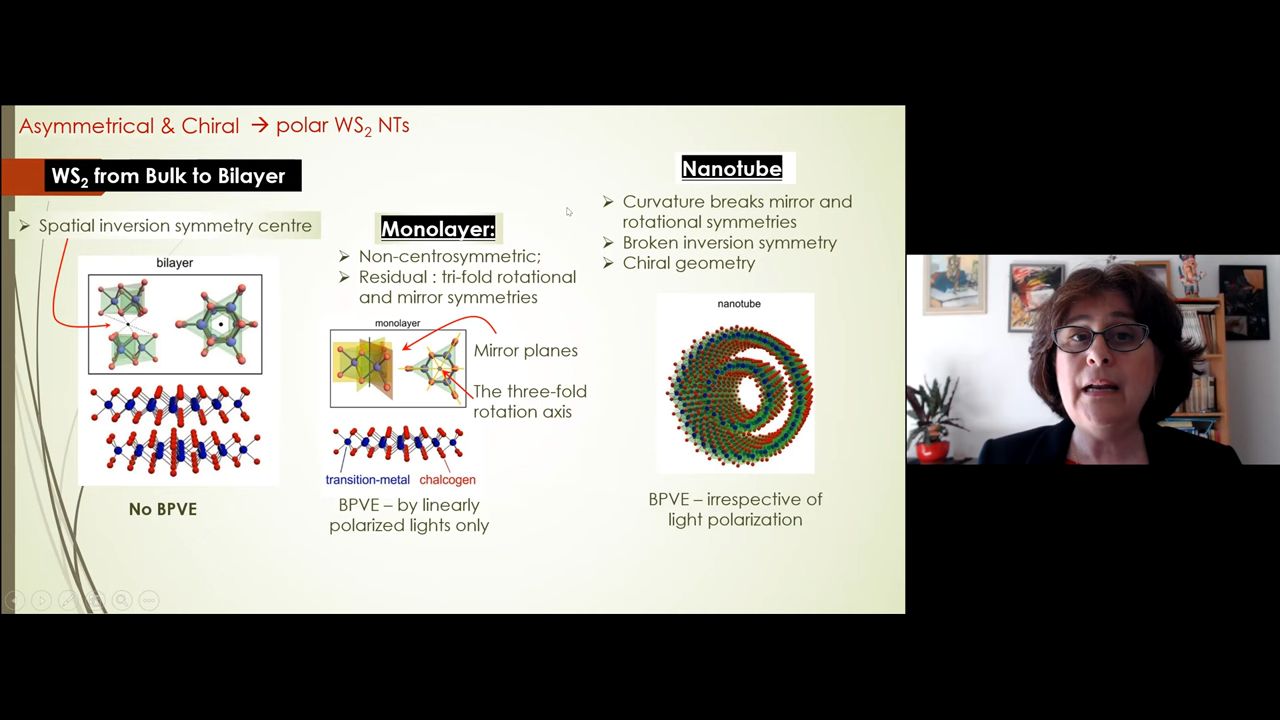 Asymmetrical & Chiral → polar WS2 NTs
WS2 from Bulk to Bilayer
➢ Spatial inversion symmetry centre
bilayer
No BPVE
Monolayer:
➢ Non-centrosymmetric;
➢ Residual : tri-fold rotational
and mirror symmetries
monolayer
Mirror planes
The three-fold
rotation axis
transition-metal chalcogen
BPVE – by linearly
polarized lights only
Nanotube
➢ Curvature breaks mirror and
rotational symmetries
➢ Broken inversion symmetry
➢ Chiral geometry
nanotube
BPVE – irrespective of
light polarization